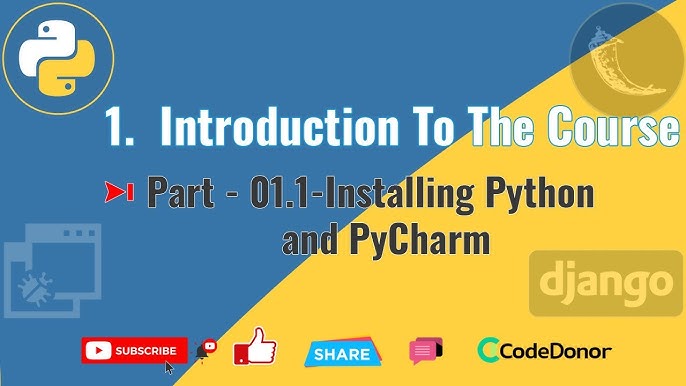 1. Introduction To The Course
Part - 01.1-Installing Python
and PyCharm
django
SUBSCRIBE
SHARE
CodeDonor